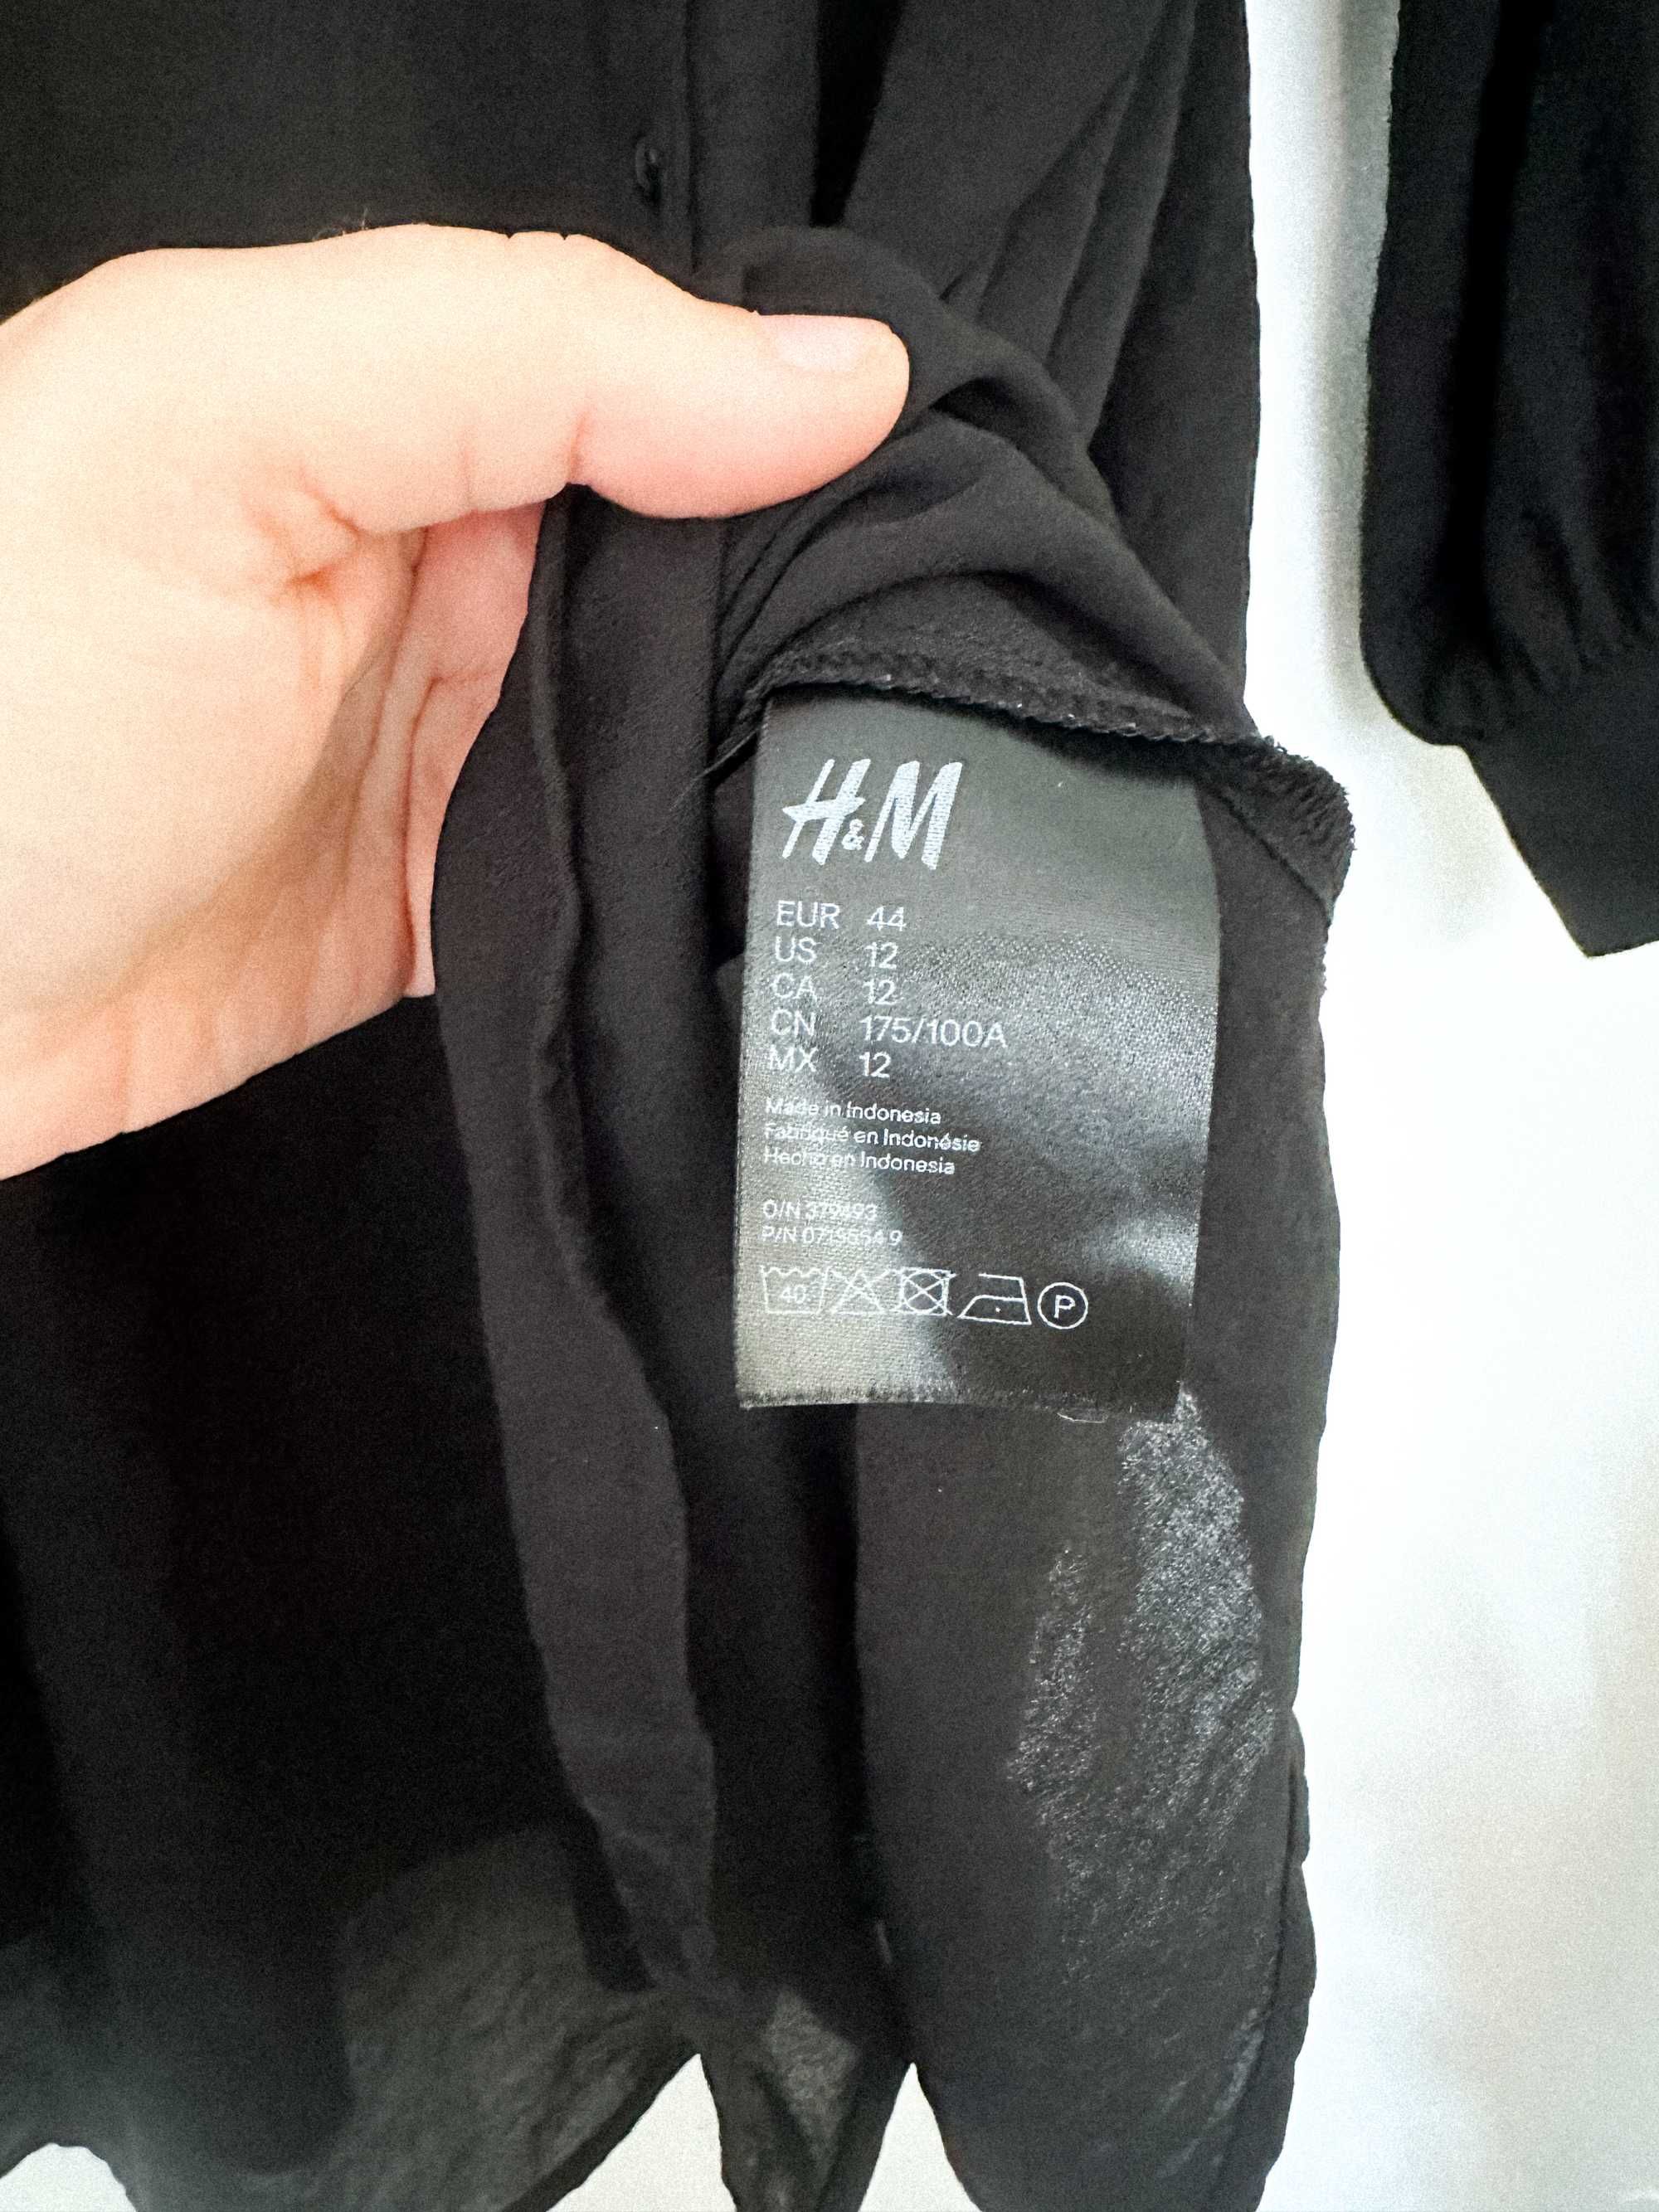 H&M
EUR 44
US 12
CA 12
CN 175/100A
MX 12
Made in Indonesia
Fabriqué en Indonésie
Hecho en Indonesia
O/N
P/N
40
P